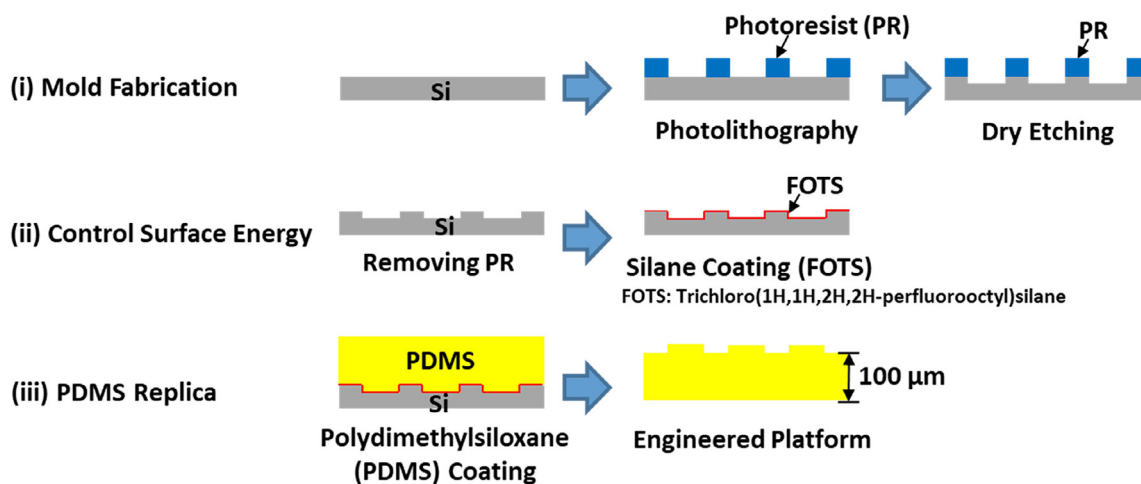 Photoresist (PR)
PR
(i) Mold Fabrication
Si
Photolithography
Dry Etching
FOTS
(ii) Control Surface Energy
Si
Removing PR
Silane Coating (FOTS)
FOTS: Trichloro(1H,1H,2H,2H-perfluorooctyl)silane
PDMS
(iii) PDMS Replica
100 μm
Si
Polydimethylsiloxane
(PDMS) Coating
Engineered Platform